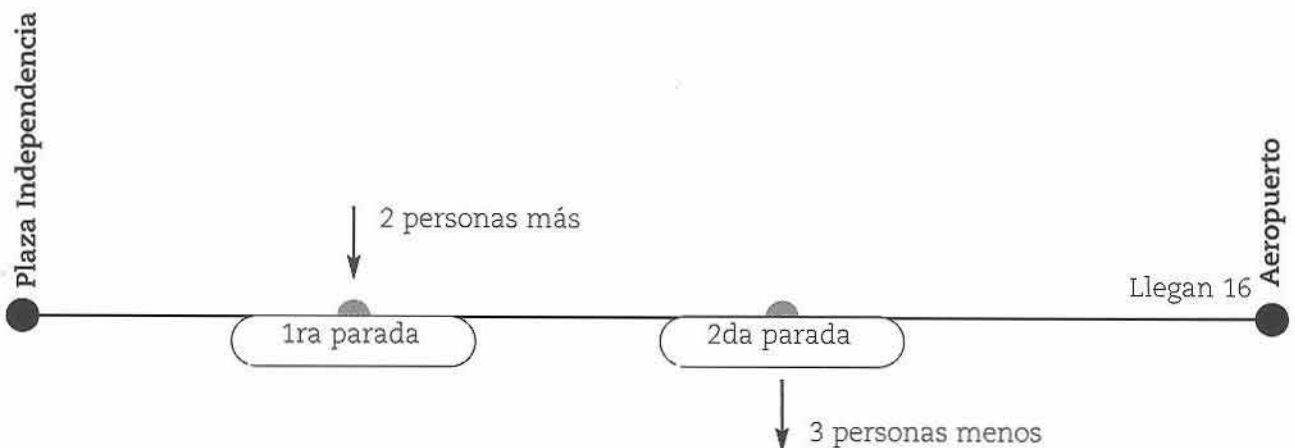 Plaza Independencia
2 personas más
1ra parada
2da parada
3 personas menos
Llegan 16
Aeropuerto